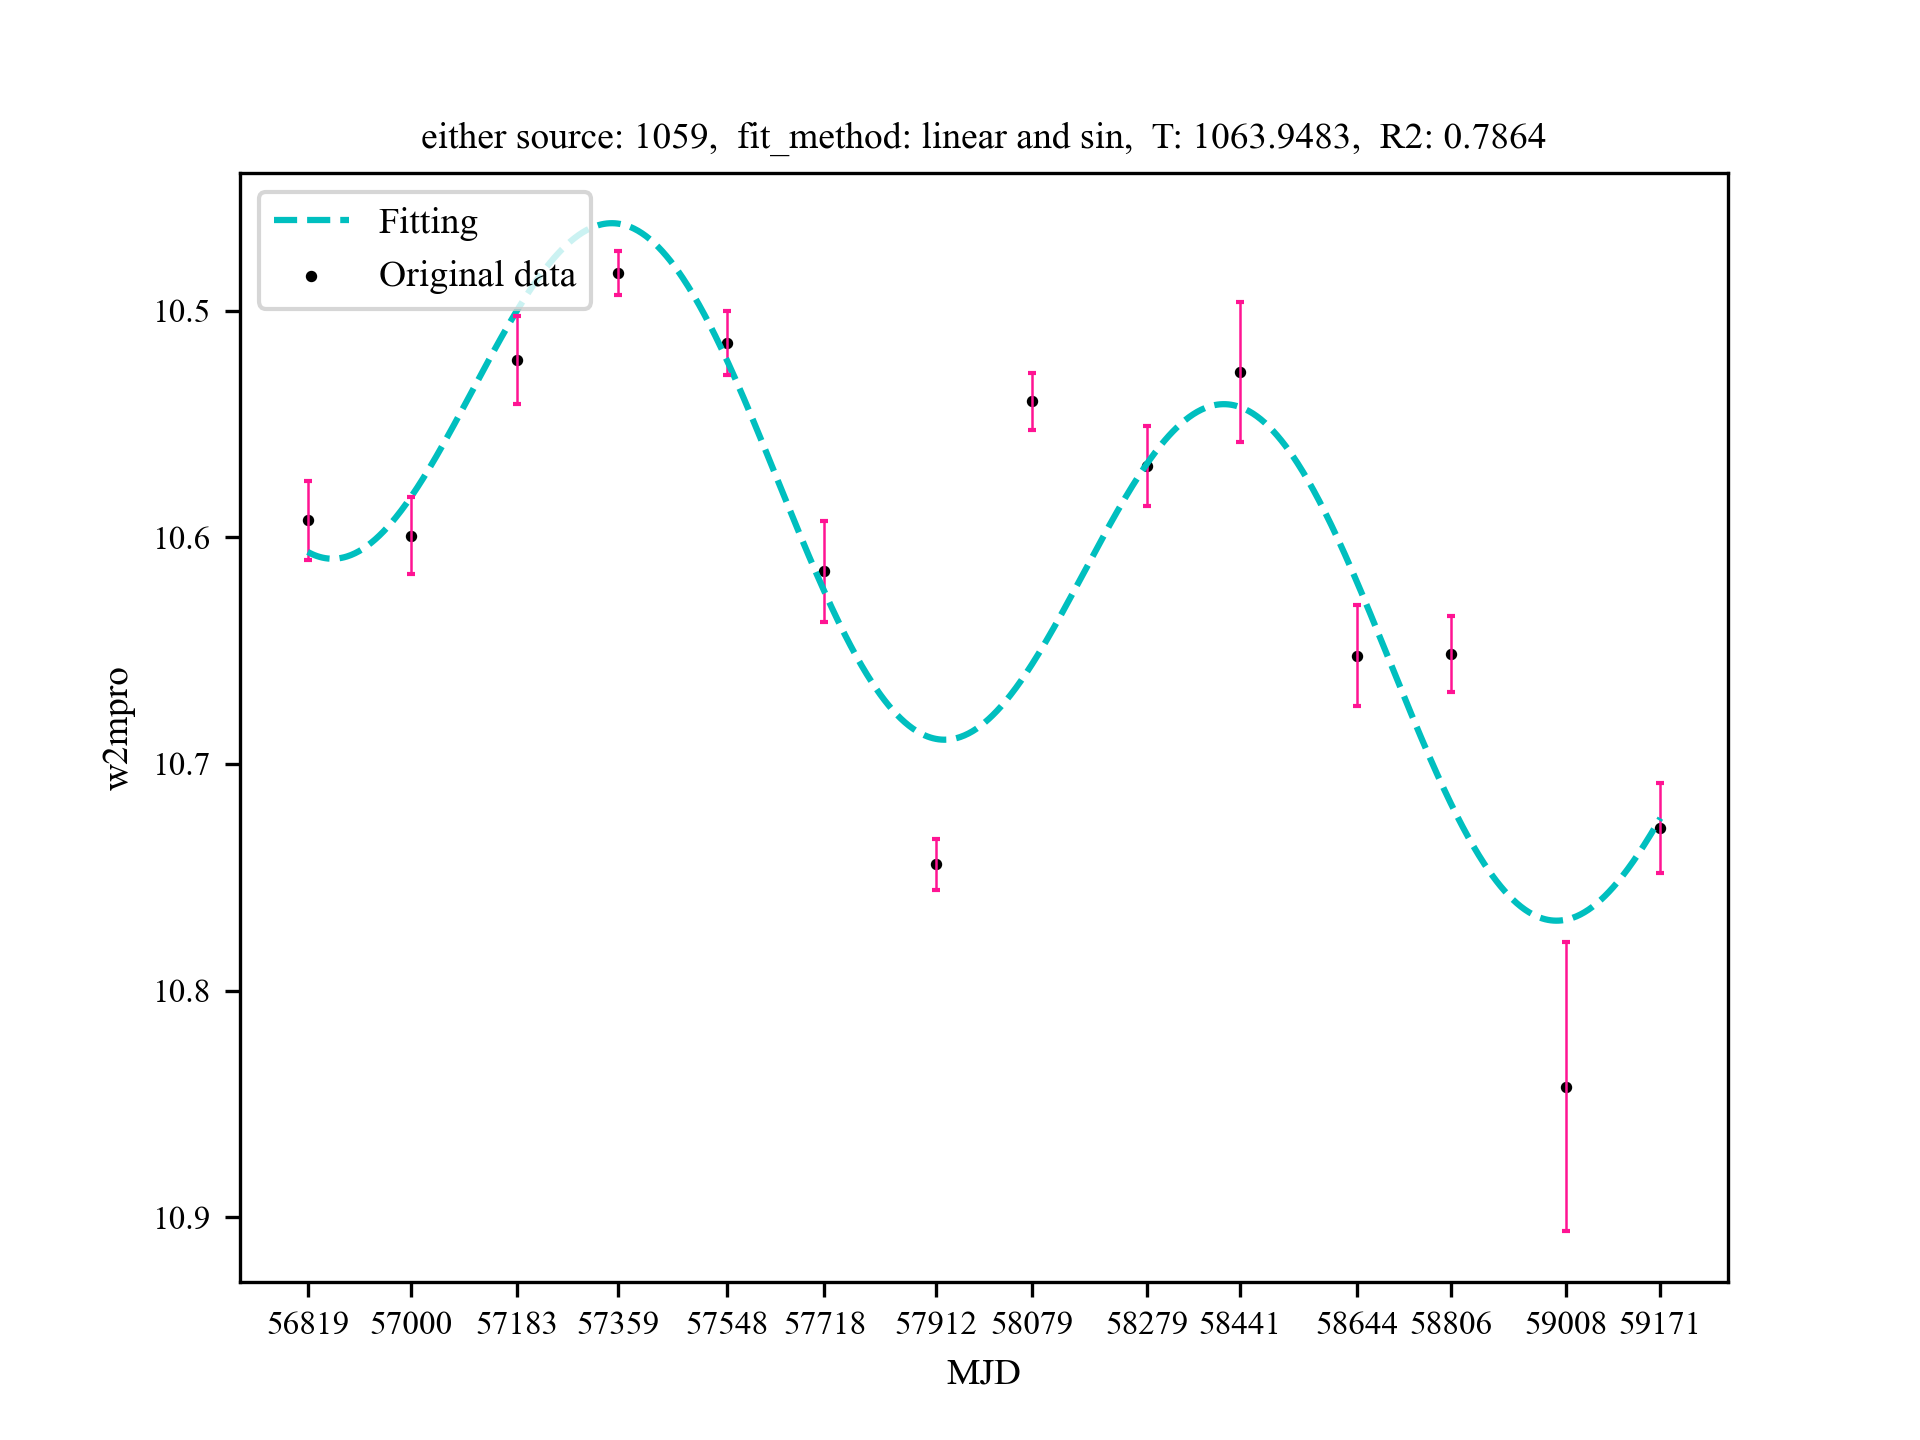 either source: 1059,  fit_method: linear and sin,  T: 1063.9483,  R2: 0.7864
Fitting
Original data
10.5
10.6
10.7
10.8
10.9
w2mpro
56819 57000 57183 57359 57548 57718 57912 58079 58279 58441 58644 58806 59008 59171
MJD